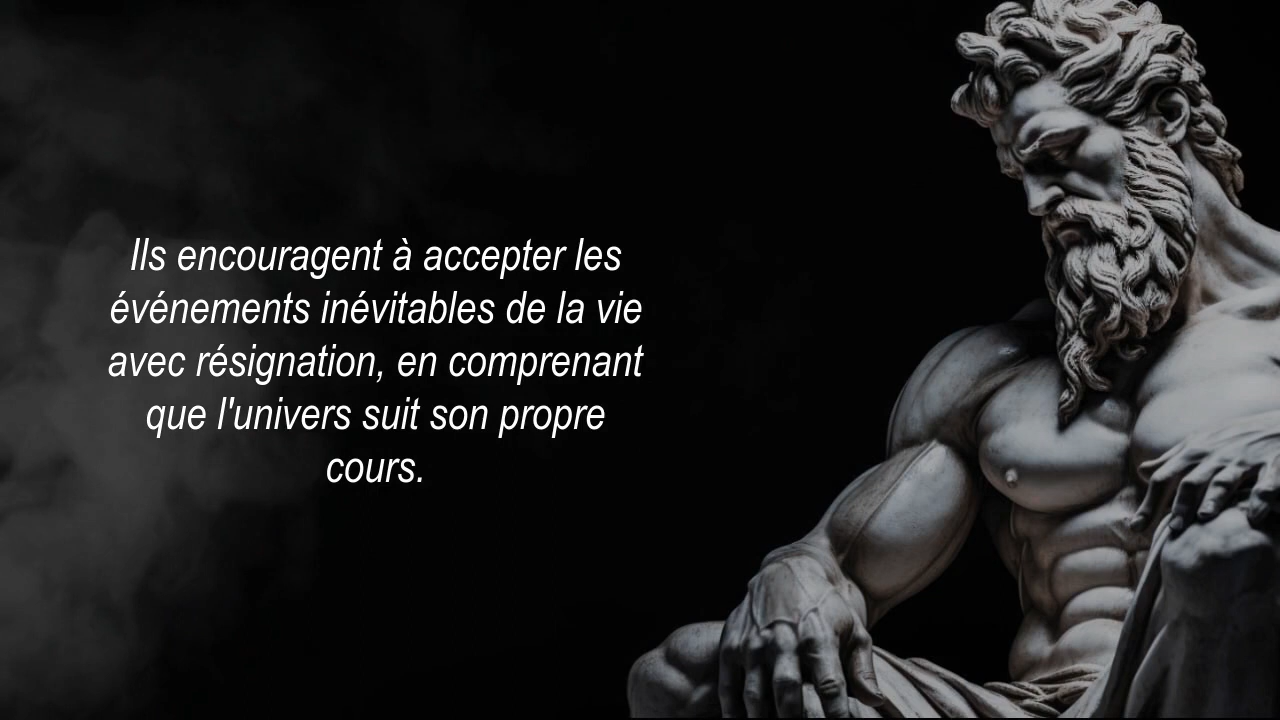 Ils encouragent à accepter les
événements inévitables de la vie
avec résignation, en comprenant
que l'univers suit son propre
cours.